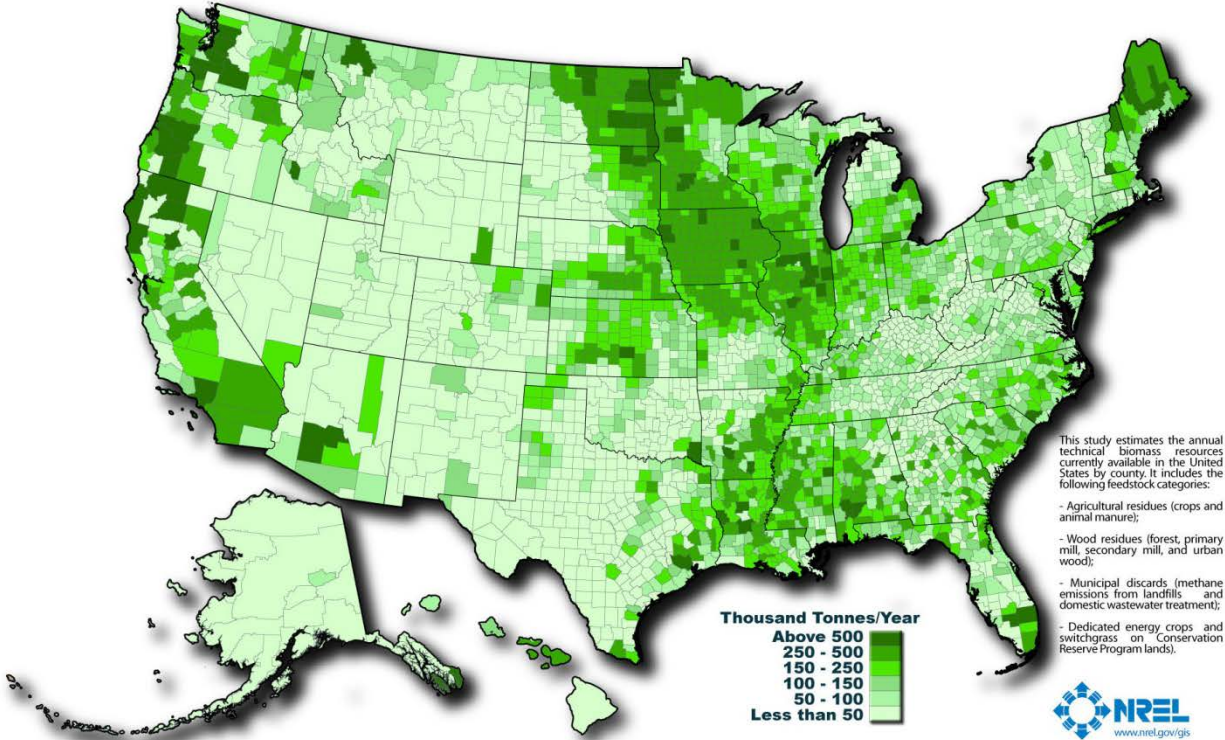 This study estimates the annual
technical biomass resources
currently available in the United
States by county. It includes the
following feedstock categories:
- Agricultural residues (crops and
animal manure);
- Wood residues (forest, primary
mill, secondary mill, and urban
wood);
- Municipal discards (methane
emissions from landfills and
domestic wastewater treatment);
- Dedicated energy crops and
switchgrass on Conservation
Reserve Program lands).
Thousand Tonnes/Year
Above 500
250 - 500
150 - 250
100 - 150
50 - 100
Less than 50
NREL
www.nrel.gov/gis